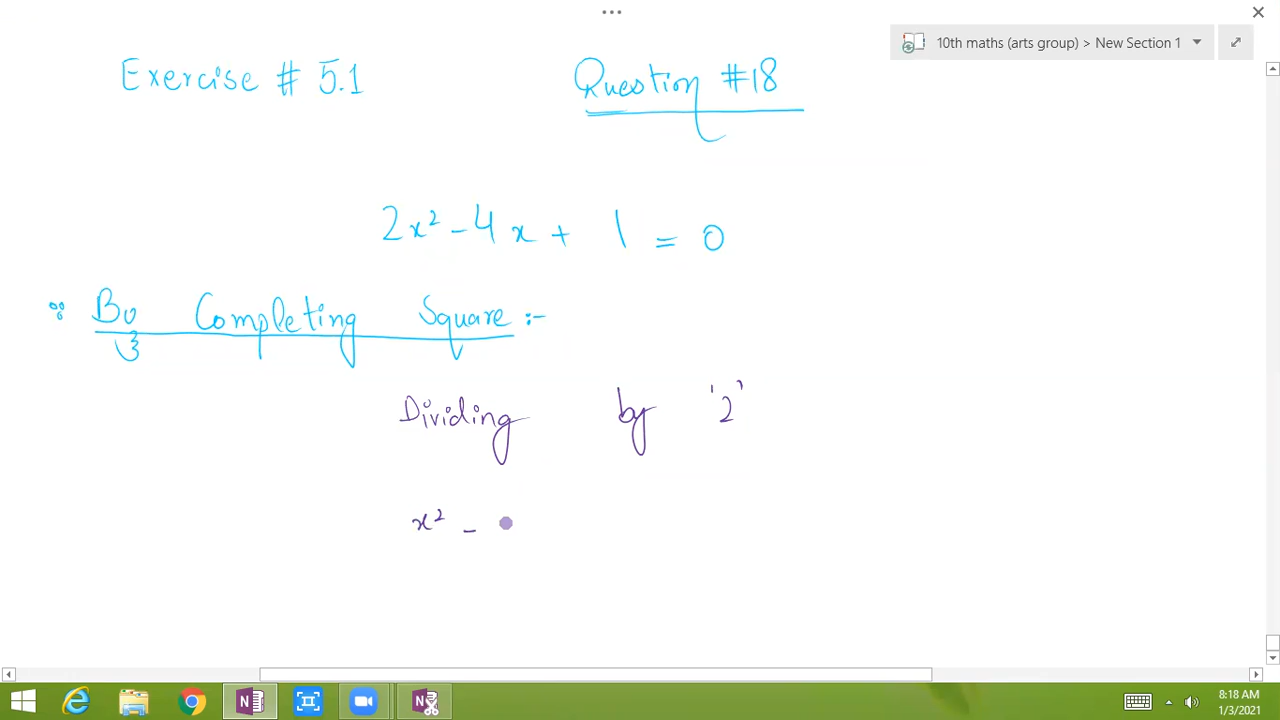 10th maths (arts group) > New Section 1
Exercise # 5.1
Question #18
2x² - 4x + 1 = 0
By Completing Square :-
Dividing by '2'
x² -
8:18 AM
1/3/2021